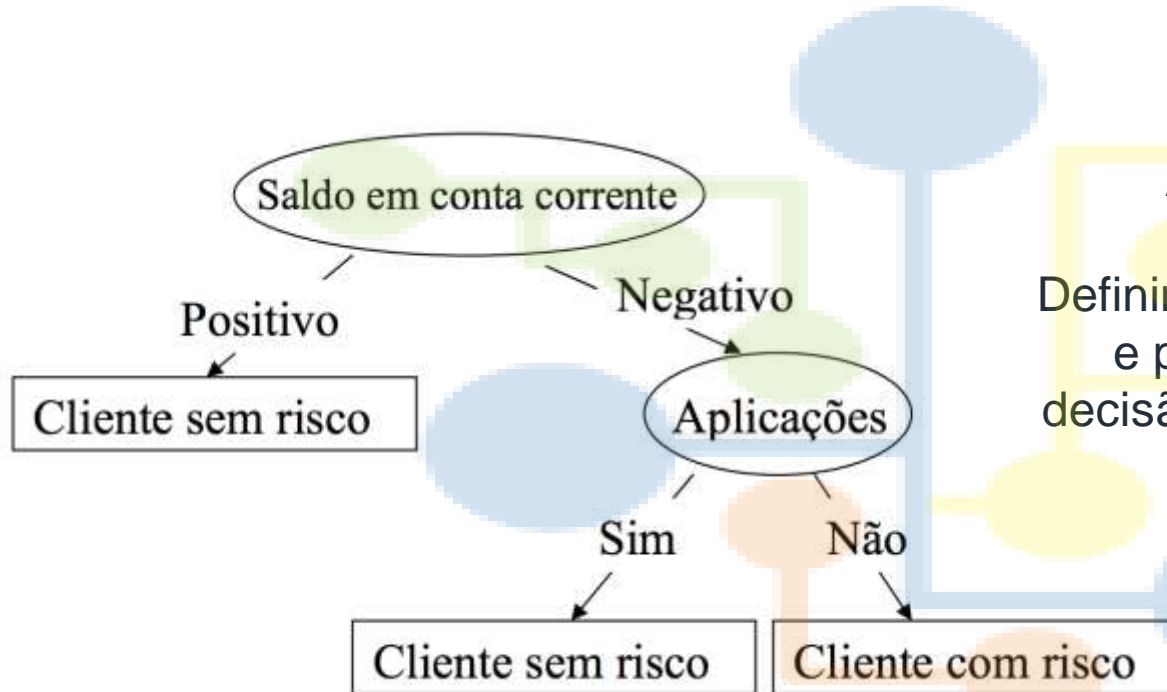 Saldo em conta corrente
Positivo
Negativo
Cliente sem risco
Aplicações
Sim
Não
Cliente sem risco
Cliente com risco
e